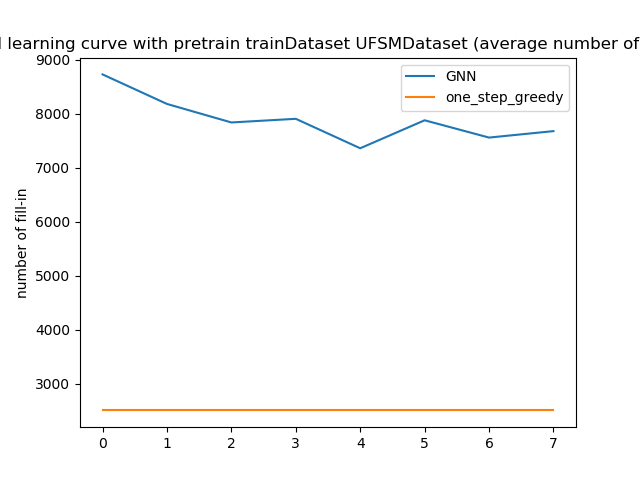 learning curve with pretrain trainDataset UFSMDataset (average number of
GNN
one_step_greedy
9000
8000
7000
6000
5000
4000
3000
number of fill-in
0 1 2 3 4 5 6 7